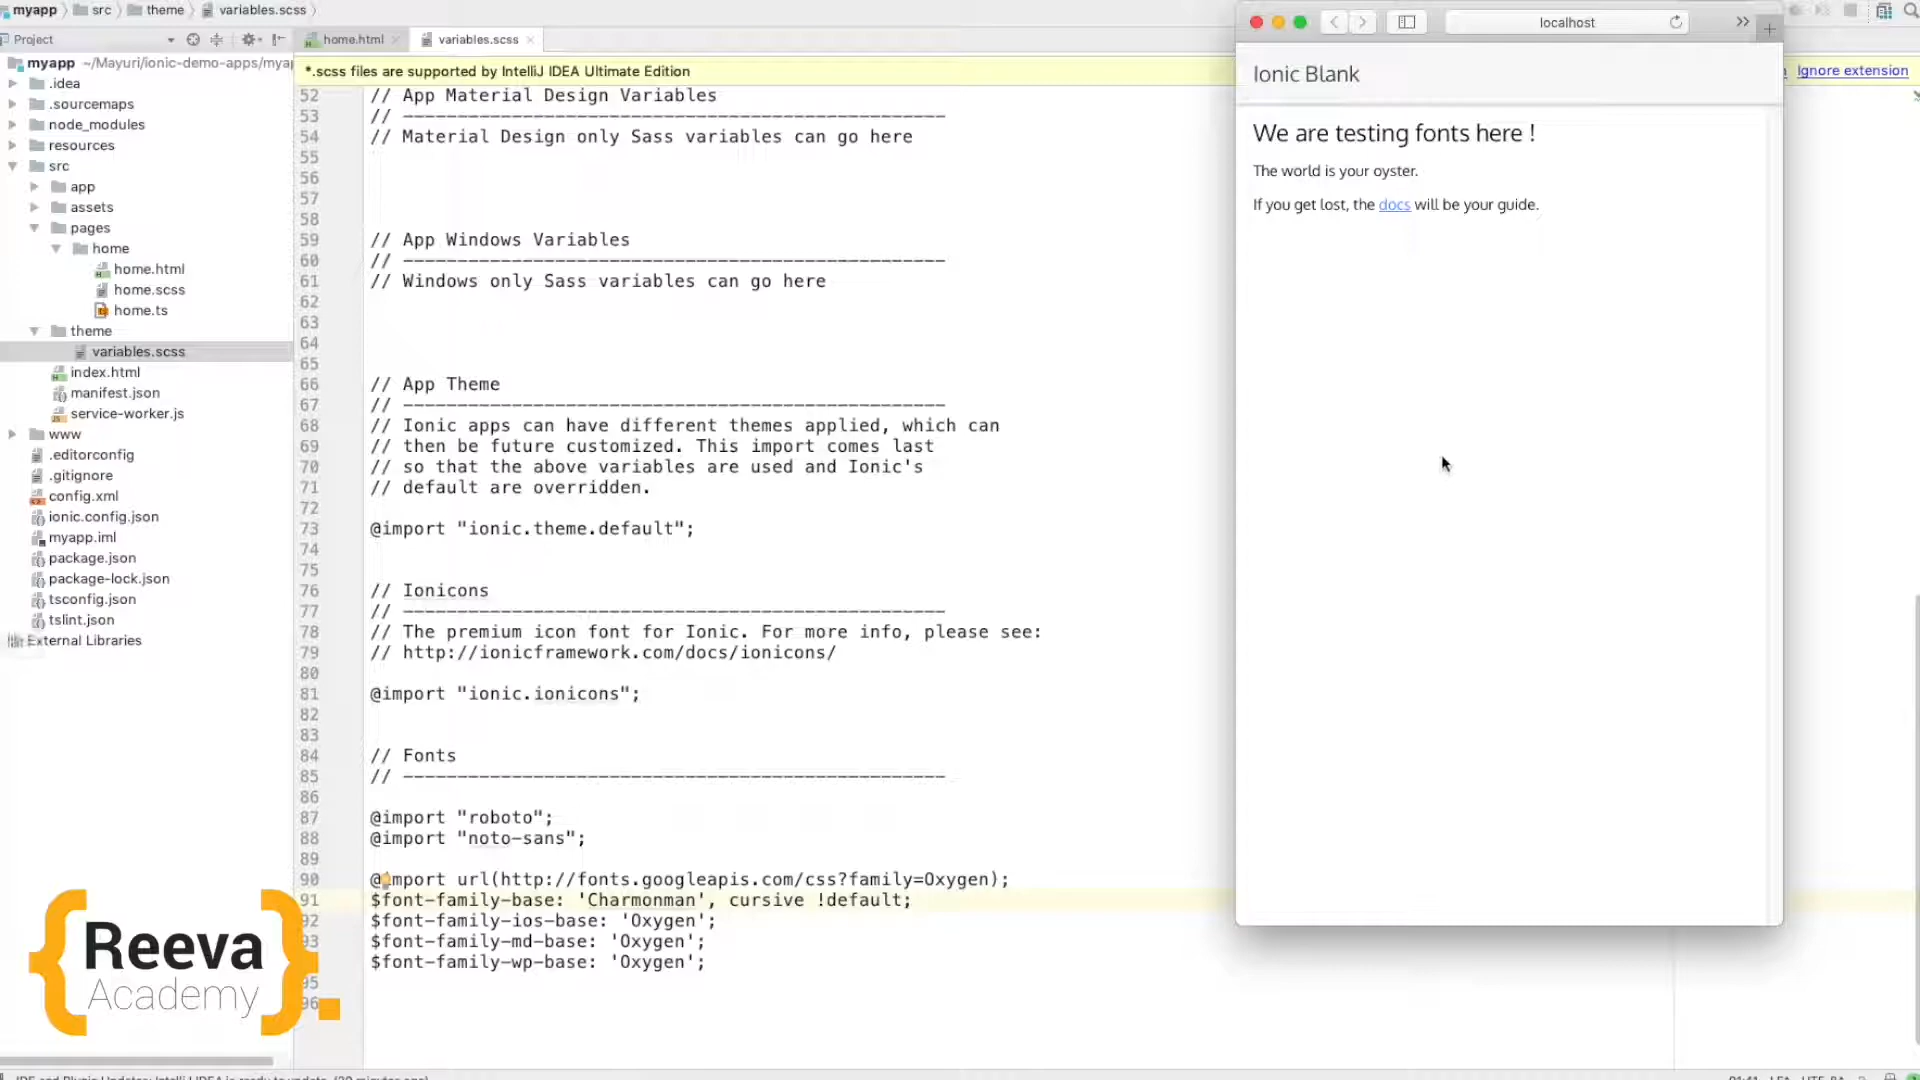 myapp src theme variables.scss
Project
home.html
variables.scss
myapp ~/Mayuri/ionic-demo-apps/mya
.idea
.sourcemaps
node_modules
resources
src
app
assets
pages
home
home.html
home.scss
home.ts
theme
variables.scss
index.html
manifest.json
service-worker.js
www
.editorconfig
.gitignore
config.xml
ionic.config.json
myapp.iml
package.json
package-lock.json
tsconfig.json
tslint.json
External Libraries
*.scss files are supported by IntelliJ IDEA Ultimate Edition
Ignore extension
52 // App Material Design Variables
53 // --------------------------------------------------
54 // Material Design only Sass variables can go here
55
56
57
58
59 // App Windows Variables
60 // --------------------------------------------------
61 // Windows only Sass variables can go here
62
63
64
65
66 // App Theme
67 // --------------------------------------------------
68 // Ionic apps can have different themes applied, which can
69 // then be future customized. This import comes last
70 // so that the above variables are used and Ionic's
71 // default are overridden.
72
73 @import "ionic.theme.default";
74
75
76 // Ionicons
77 // --------------------------------------------------
78 // The premium icon font for Ionic. For more info, please see:
79 // http://ionicframework.com/docs/ionicons/
80
81 @import "ionic.ionicons";
82
83
84 // Fonts
85 // --------------------------------------------------
86
87 @import "roboto";
88 @import "noto-sans";
89
90 @import url(http://fonts.googleapis.com/css?family=Oxygen);
91 $font-family-base: 'Charmonman', cursive !default;
92 $font-family-ios-base: 'Oxygen';
93 $font-family-md-base: 'Oxygen';
$font-family-wp-base: 'Oxygen';
95
96
localhost
Ionic Blank
We are testing fonts here !
The world is your oyster.
If you get lost, the docs will be your guide.
Reeva
Academy